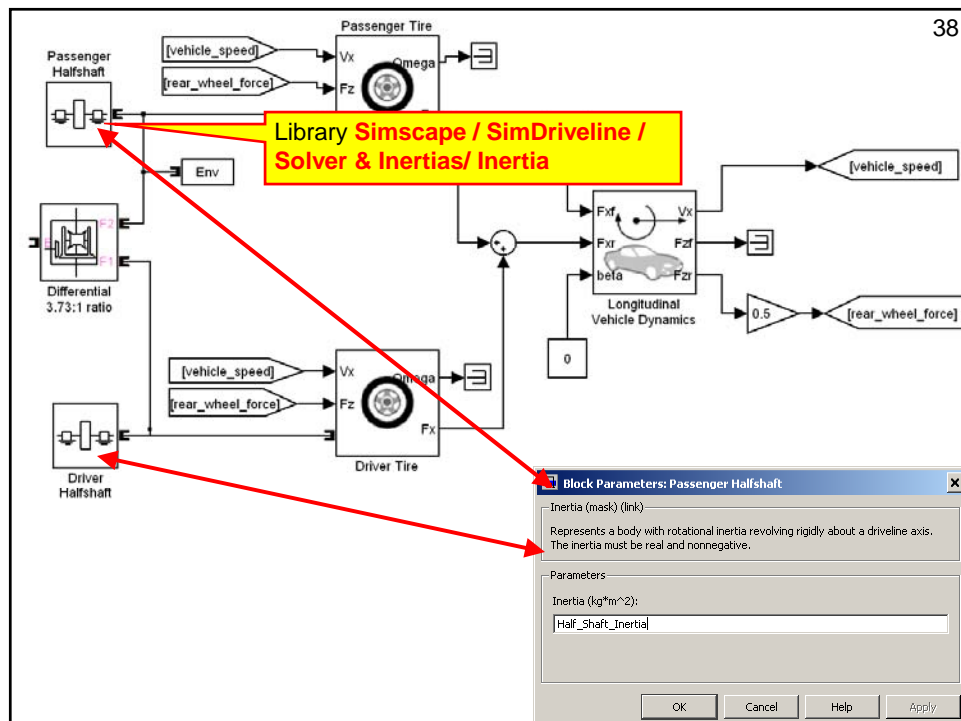 38
Passenger Tire
[vehicle_speed]
Vx
Omega
[rear_wheel_force]
Fz
Passenger
Halfshaft
Library Simscape / SimDriveline /
Solver & Inertias/ Inertia
Env
F2
F1
Differential
3.73:1 ratio
Fxf
Vx
[vehicle_speed]
Fxr
Fzf
beta
Fzr
Longitudinal
Vehicle Dynamics
0.5
[rear_wheel_force]
0
[vehicle_speed]
Vx
Omega
[rear_wheel_force]
Fz
Fx
Driver Tire
Driver
Halfshaft
Block Parameters: Passenger Halfshaft
Inertia (mask) (link)
Represents a body with rotational inertia revolving rigidly about a driveline axis.
The inertia must be real and nonnegative.
Parameters
Inertia (kg*m^2):
Half_Shaft_Inertia
OK
Cancel
Help
Apply